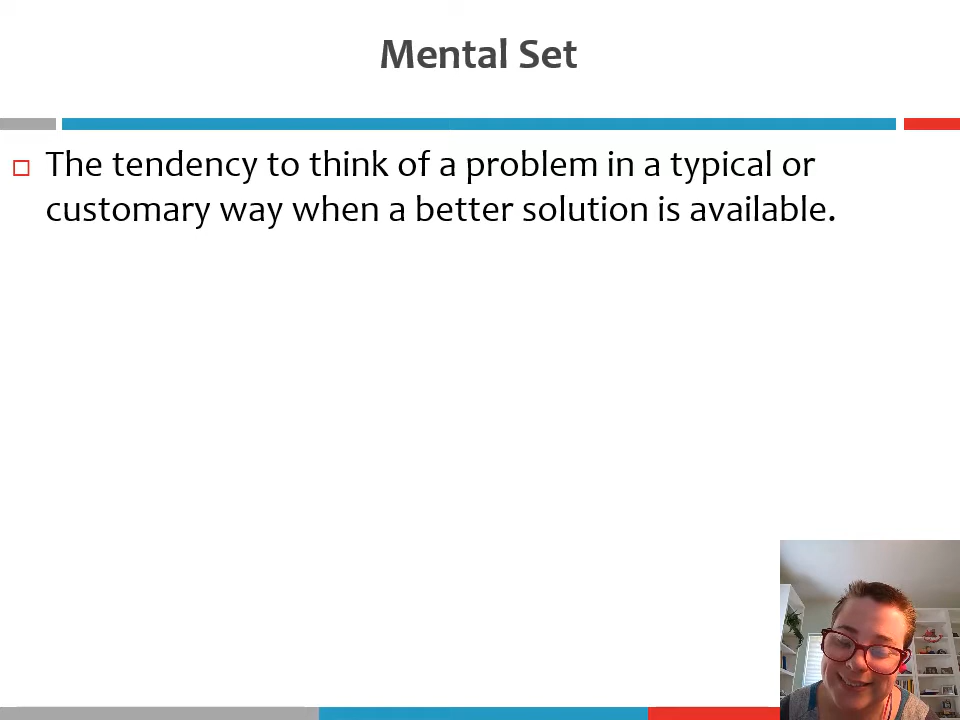 Mental Set
The tendency to think of a problem in a typical or
customary way when a better solution is available.